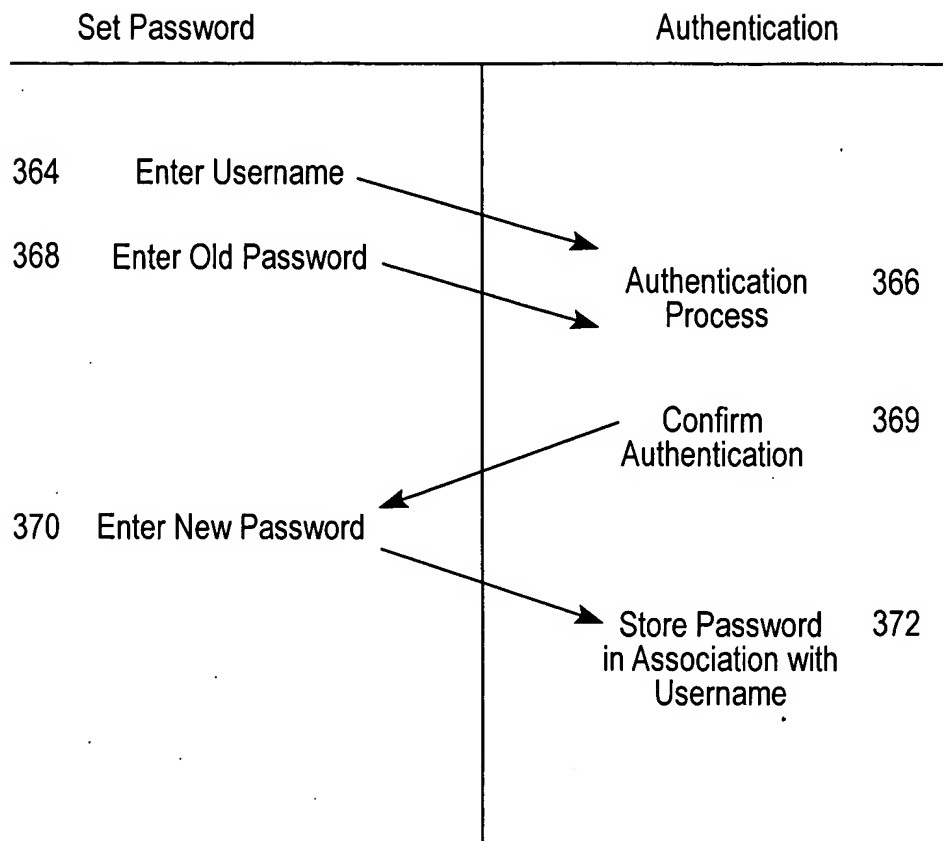 Set Password
Authentication
364 Enter Username
368 Enter Old Password
Authentication 366
Process
Confirm 369
Authentication
370 Enter New Password
Store Password 372
in Association with
Username